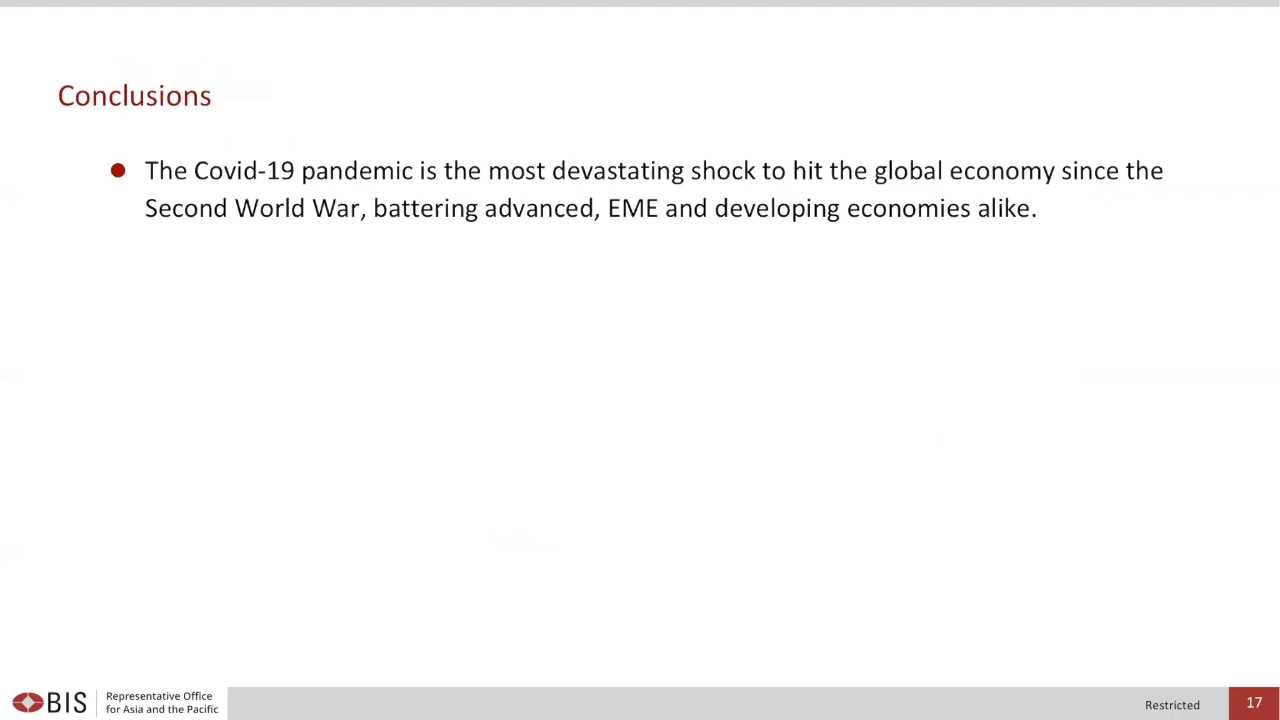 Conclusions
The Covid-19 pandemic is the most devastating shock to hit the global economy since the
Second World War, battering advanced, EME and developing economies alike.
BIS
Representative Office
for Asia and the Pacific
Restricted
17